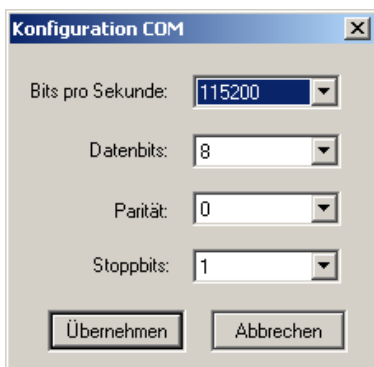 Konfiguration COM
Bits pro Sekunde: 115200
Datenbits: 8
Parität: 0
Stoppbits: 1
Übernehmen Abbrechen